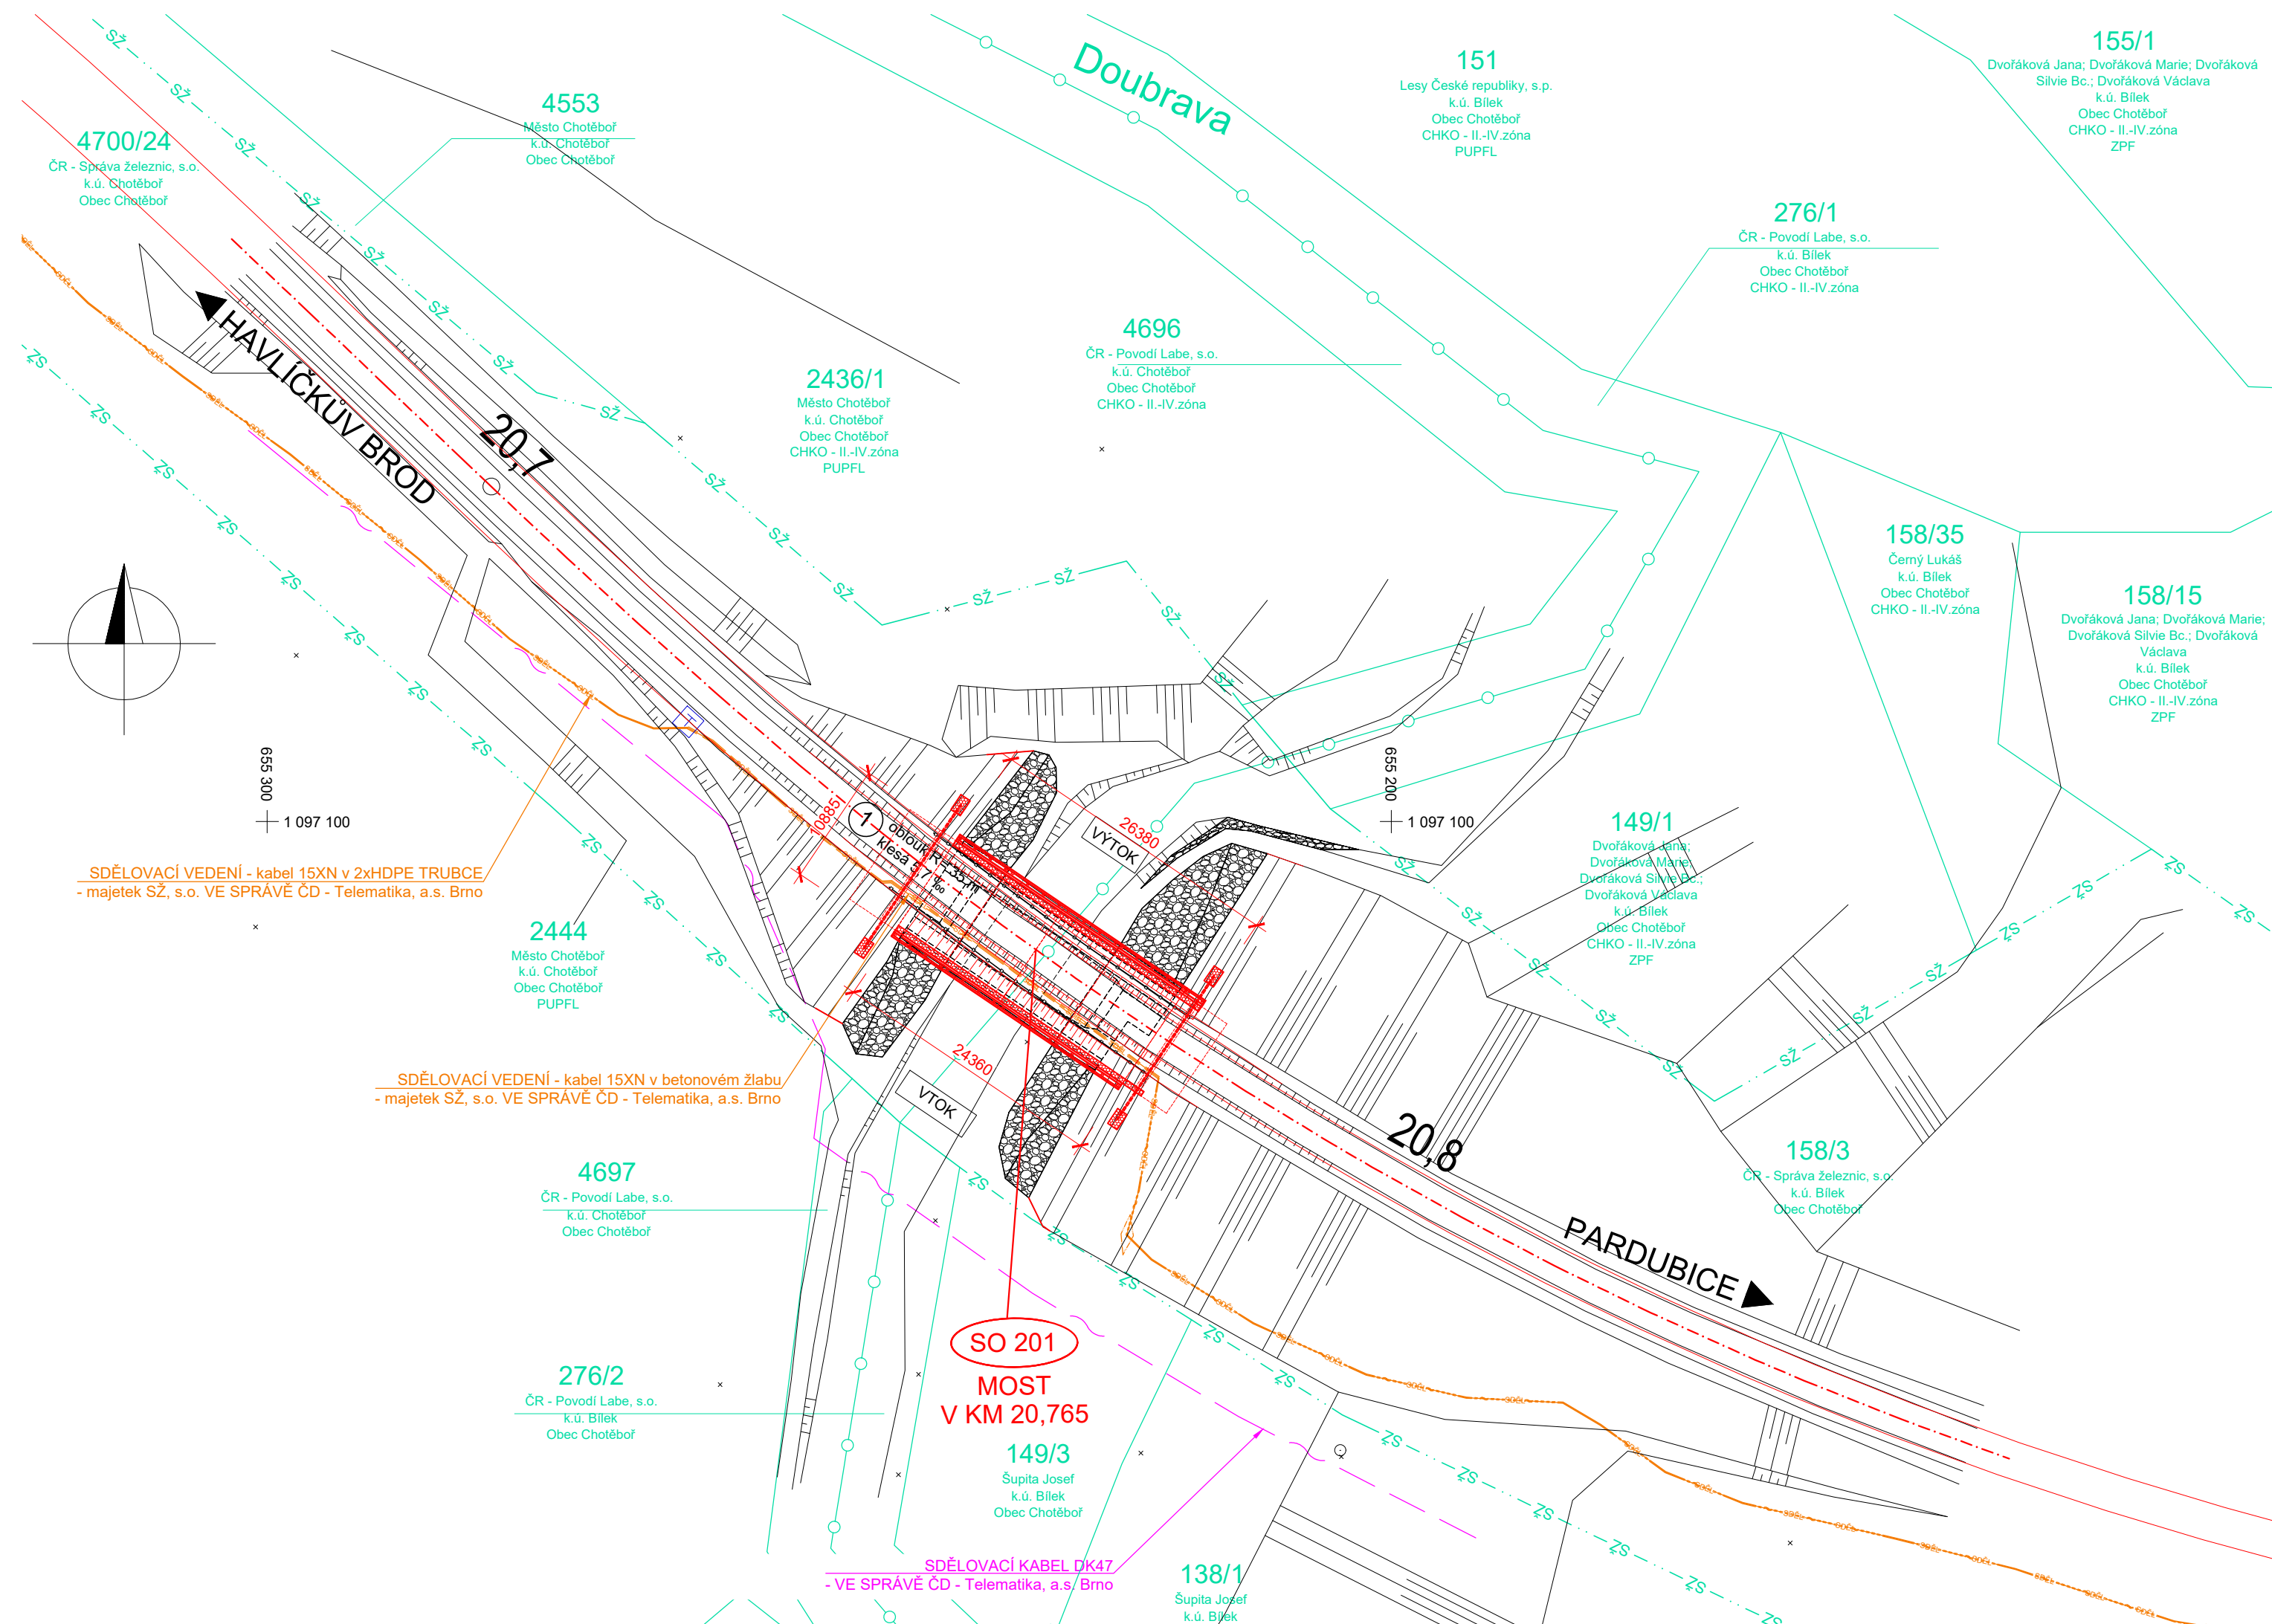 Doubrava
151
Lesy České republiky, s.p.
k.ú. Bílek
Obec Chotěboř
CHKO - II.-IV.zóna
PUPFL
155/1
Dvořáková Jana; Dvořáková Marie; Dvořáková
Silvie Bc.; Dvořáková Václava
k.ú. Bílek
Obec Chotěboř
CHKO - II.-IV.zóna
ZPF
4553
Město Chotěboř
k.ú. Chotěboř
Obec Chotěboř
4700/24
ČR - Správa železnic, s.o.
k.ú. Chotěboř
Obec Chotěboř
276/1
ČR - Povodí Labe, s.o.
k.ú. Bílek
Obec Chotěboř
CHKO - II.-IV.zóna
4696
ČR - Povodí Labe, s.o.
k.ú. Chotěboř
Obec Chotěboř
CHKO - II.-IV.zóna
2436/1
Město Chotěboř
k.ú. Chotěboř
Obec Chotěboř
CHKO - II.-IV.zóna
PUPFL
HAVLÍČKŮV BROD
20,7
158/35
Černý Lukáš
k.ú. Bílek
Obec Chotěboř
CHKO - II.-IV.zóna
158/15
Dvořáková Jana; Dvořáková Marie;
Dvořáková Silvie Bc.; Dvořáková
Václava
k.ú. Bílek
Obec Chotěboř
CHKO - II.-IV.zóna
ZPF
655 300
1 097 100
655 200
1 097 100
10885
1
klesá 5,7 ‰
26380
VÝTOK
149/1
Dvořáková Jana;
Dvořáková Marie;
Dvořáková Silvie Bc.;
Dvořáková Václava
k.ú. Bílek
Obec Chotěboř
CHKO - II.-IV.zóna
ZPF
SDĚLOVACÍ VEDENÍ - kabel 15XN v 2xHDPE TRUBCE
- majetek SŽ, s.o. VE SPRÁVĚ ČD - Telematika, a.s. Brno
2444
Město Chotěboř
k.ú. Chotěboř
Obec Chotěboř
PUPFL
24360
VTOK
SDĚLOVACÍ VEDENÍ - kabel 15XN v betonovém žlabu
- majetek SŽ, s.o. VE SPRÁVĚ ČD - Telematika, a.s. Brno
20,8
158/3
ČR - Správa železnic, s.o.
k.ú. Bílek
Obec Chotěboř
4697
ČR - Povodí Labe, s.o.
k.ú. Chotěboř
Obec Chotěboř
PARDUBICE
SO 201
MOST
V KM 20,765
276/2
ČR - Povodí Labe, s.o.
k.ú. Bílek
Obec Chotěboř
149/3
Šupita Josef
k.ú. Bílek
Obec Chotěboř
SDĚLOVACÍ KABEL DK47
- VE SPRÁVĚ ČD - Telematika, a.s. Brno
138/1
Šupita Josef
k.ú. Bílek